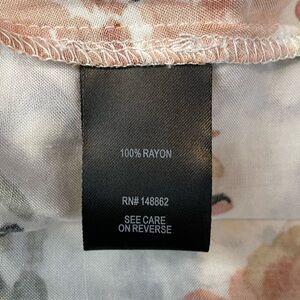 100% RAYON
RN# 148862
SEE CARE
ON REVERSE